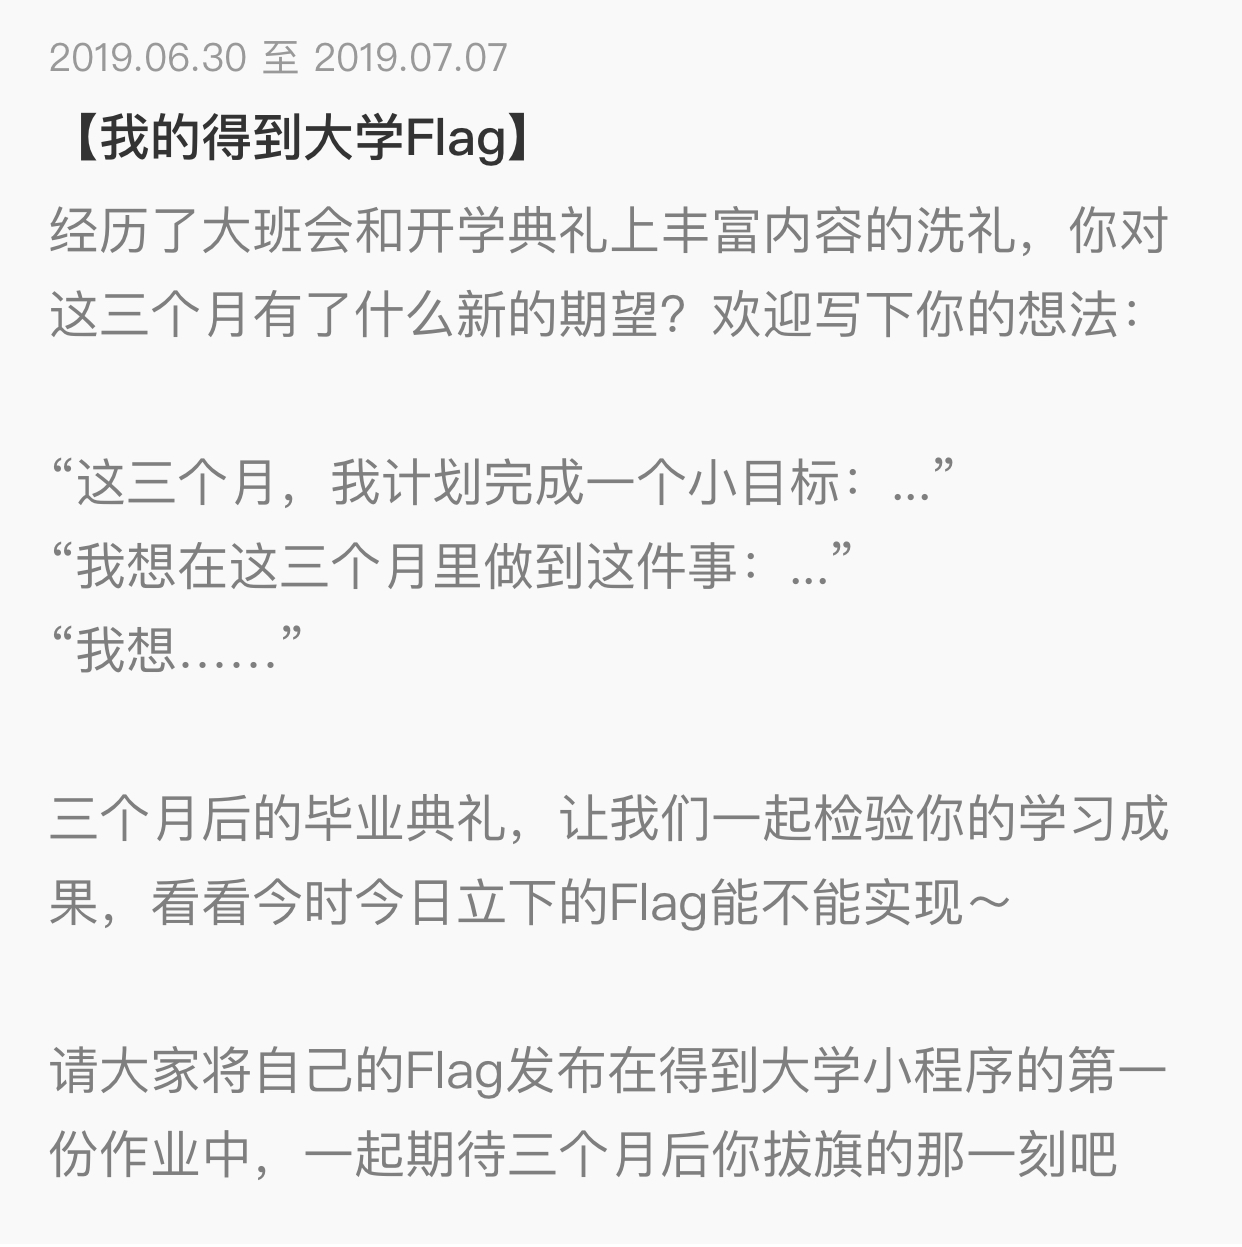 2019.06.30 至 2019.07.07
【我的得到大学Flag】
经历了大班会和开学典礼上丰富内容的洗礼，你对
这三个月有了什么新的期望？欢迎写下你的想法：
“这三个月，我计划完成一个小目标：...”
“我想在这三个月里做到这件事：...”
“我想……”
三个月后的毕业典礼，让我们一起检验你的学习成
果，看看今时今日立下的Flag能不能实现～
请大家将自己的Flag发布在得到大学小程序的第一
份作业中，一起期待三个月后你拔旗的那一刻吧